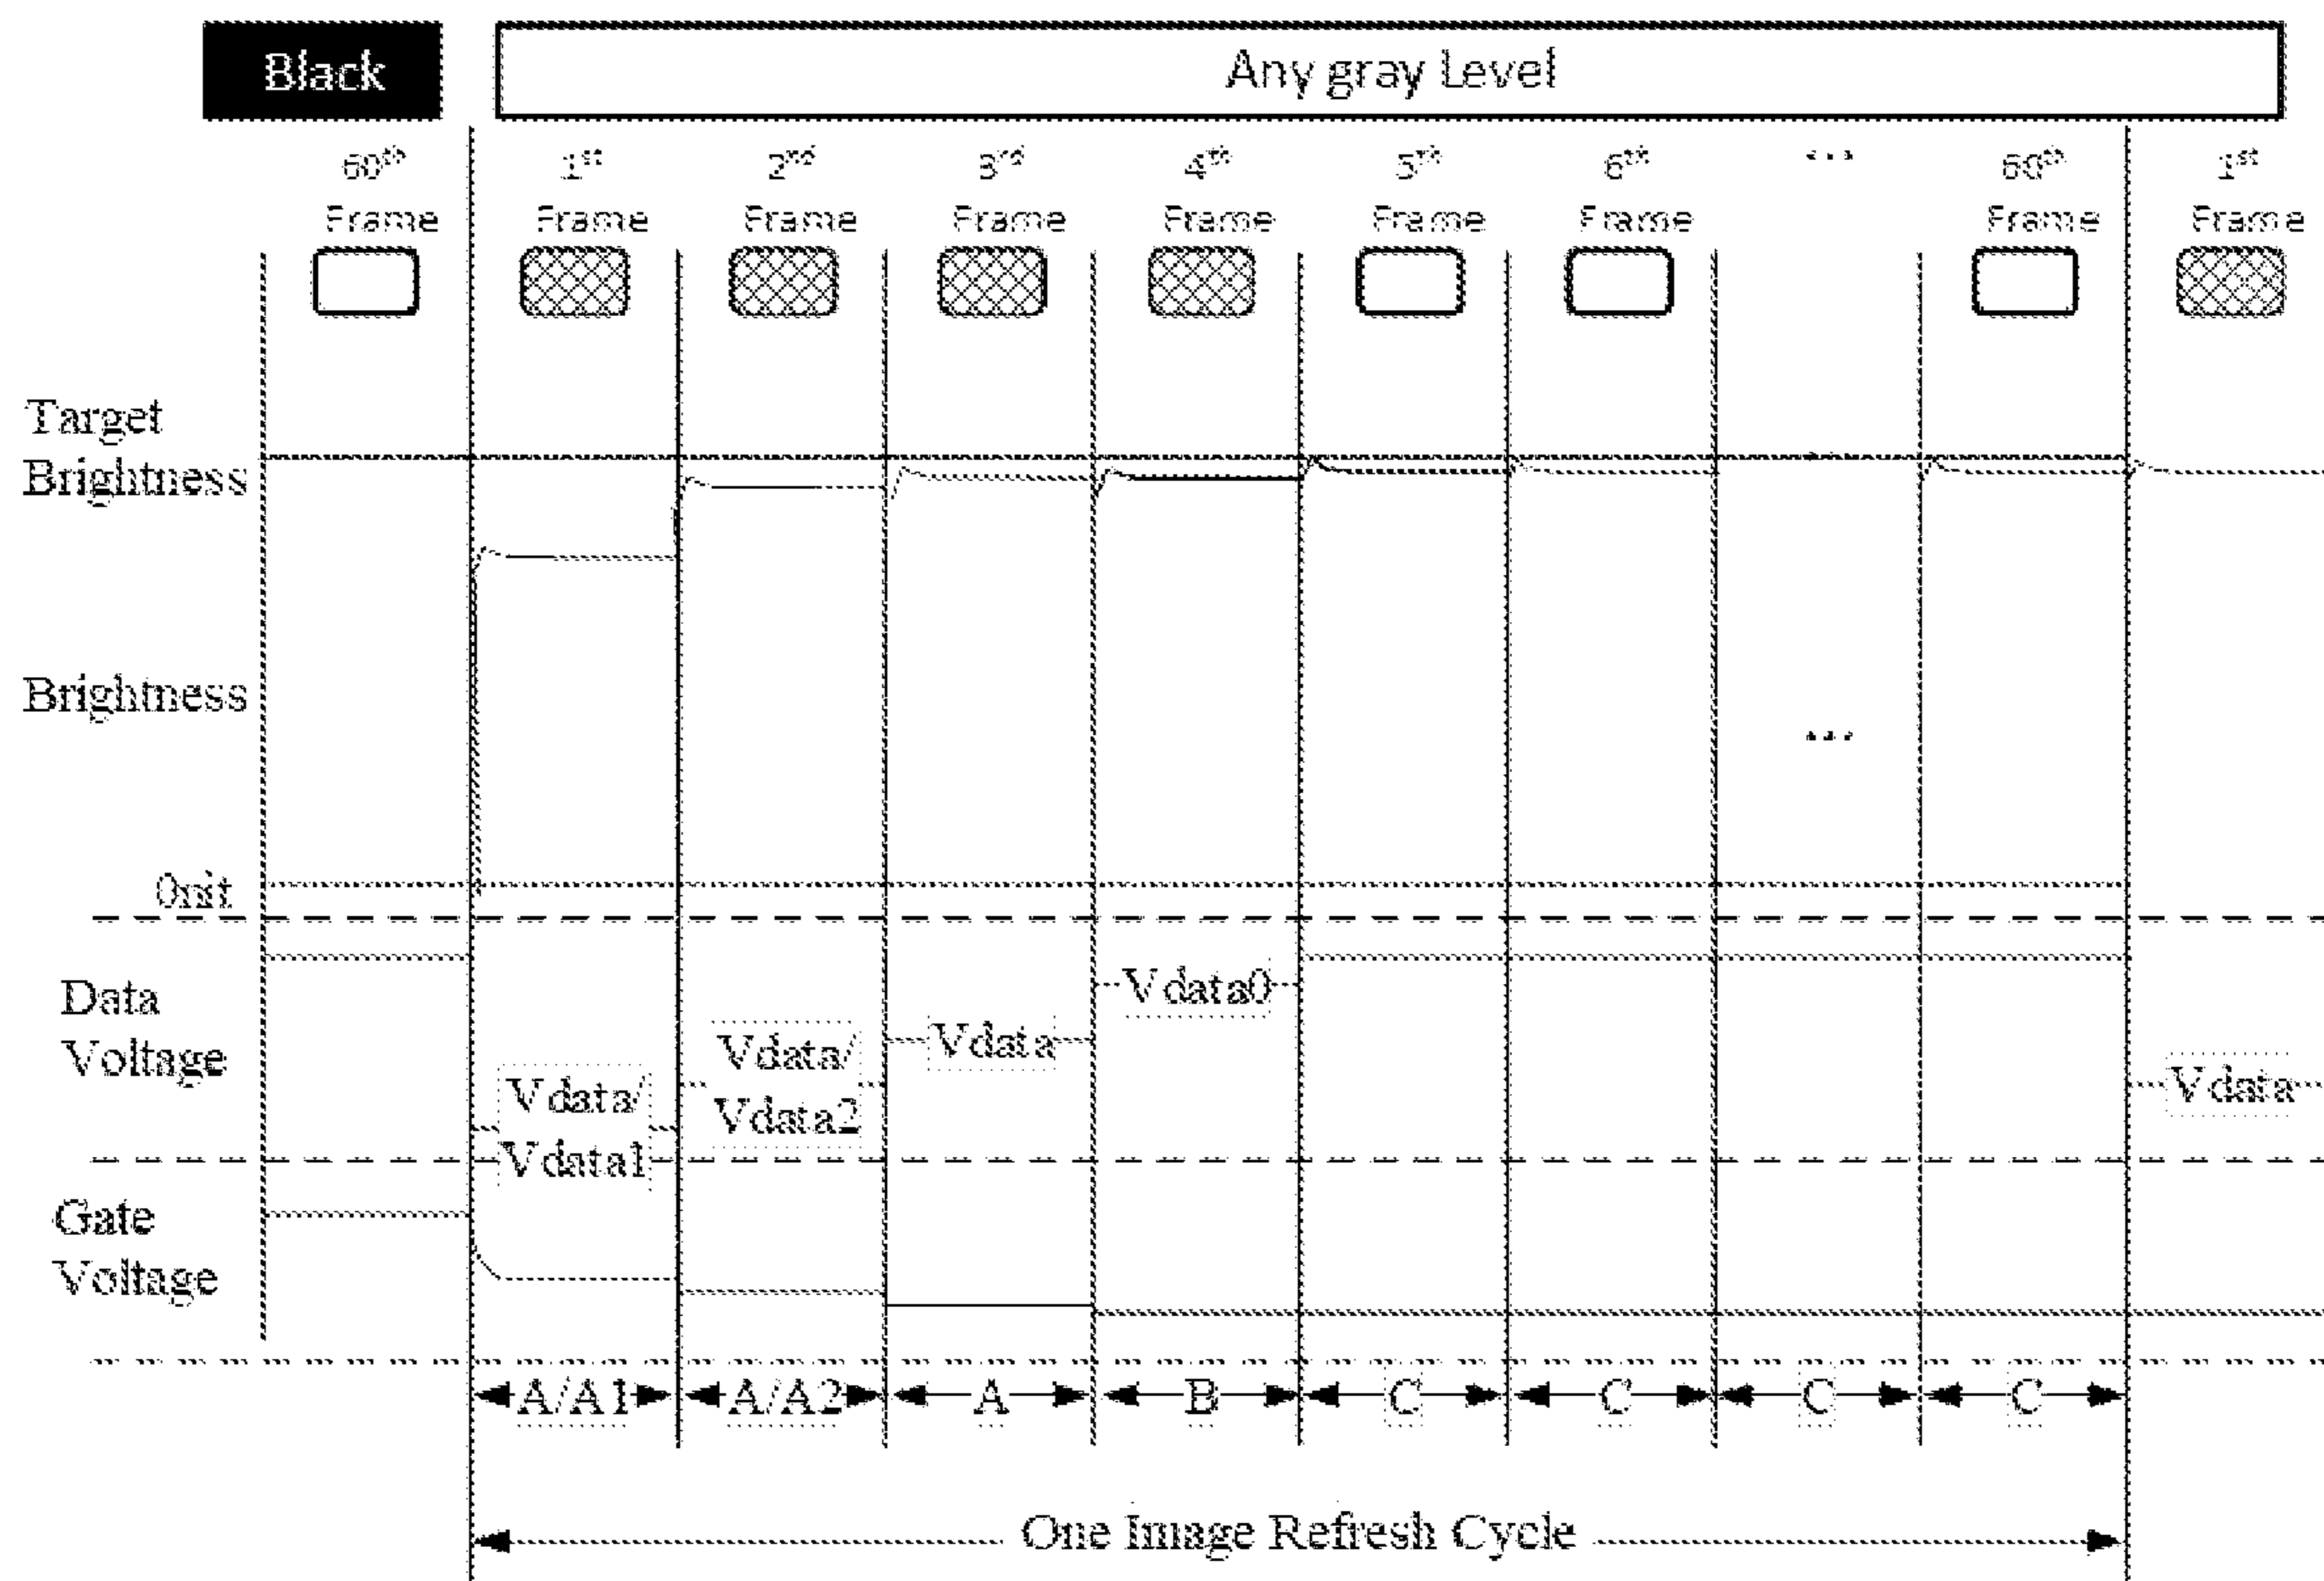 Black
Any gray Level
60th 1st 2nd 3rd 4th 5th 6th ... 60th 1st
Frame Frame Frame Frame Frame Frame Frame Frame Frame
Target
Brightness
...
Brightness
...
0nit
Data
Voltage
Vdata/
Vdata1
Vdata/
Vdata2
Vdata
Vdata0
Vdata
Gate
Voltage
A/A1 A/A2 A B C C C C
One Image Refresh Cycle